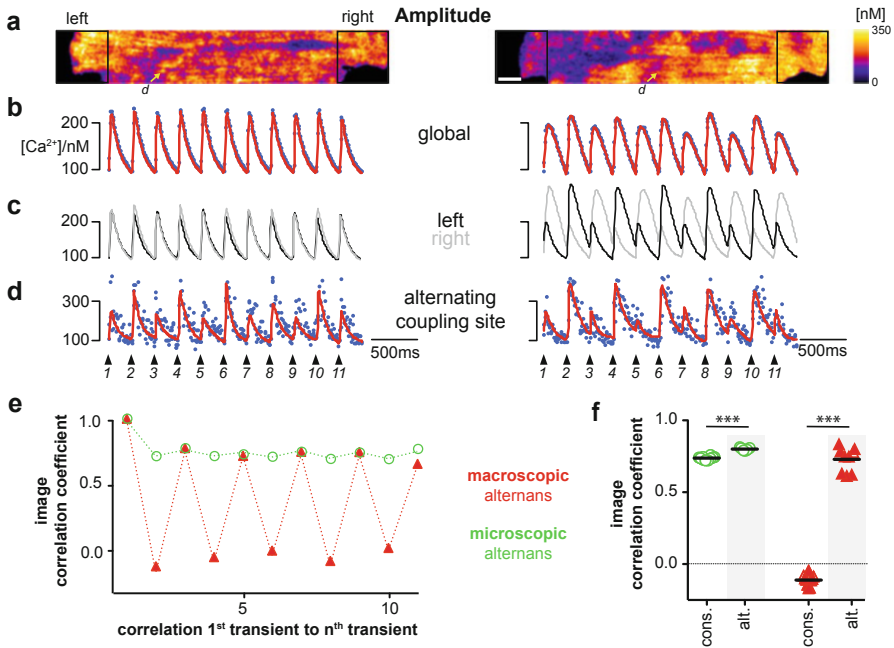 a
left
Amplitude
right
[nM]
350
0
d
d
b
200
[Ca²⁺]/nM
100
global
c
200
100
left
right
d
300
100
alternating
coupling site
500ms
500ms
1 2 3 4 5 6 7 8 9 10 11
1 2 3 4 5 6 7 8 9 10 11
e
1.0
0.5
0.0
image
correlation coefficient
5
10
correlation 1st transient to nth transient
macroscopic
alternans
microscopic
alternans
f
1.0
0.5
0.0
image
correlation coefficient
***
***
cons.
alt.
cons.
alt.